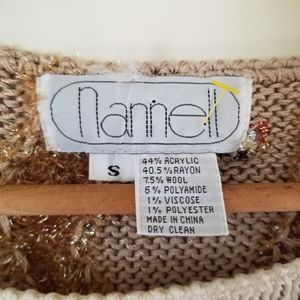 nannell
S
44% ACRYLIC
40.5% RAYON
7.5% WOOL
6% POLYAMIDE
1% VISCOSE
1% POLYESTER
MADE IN CHINA
DRY CLEAN